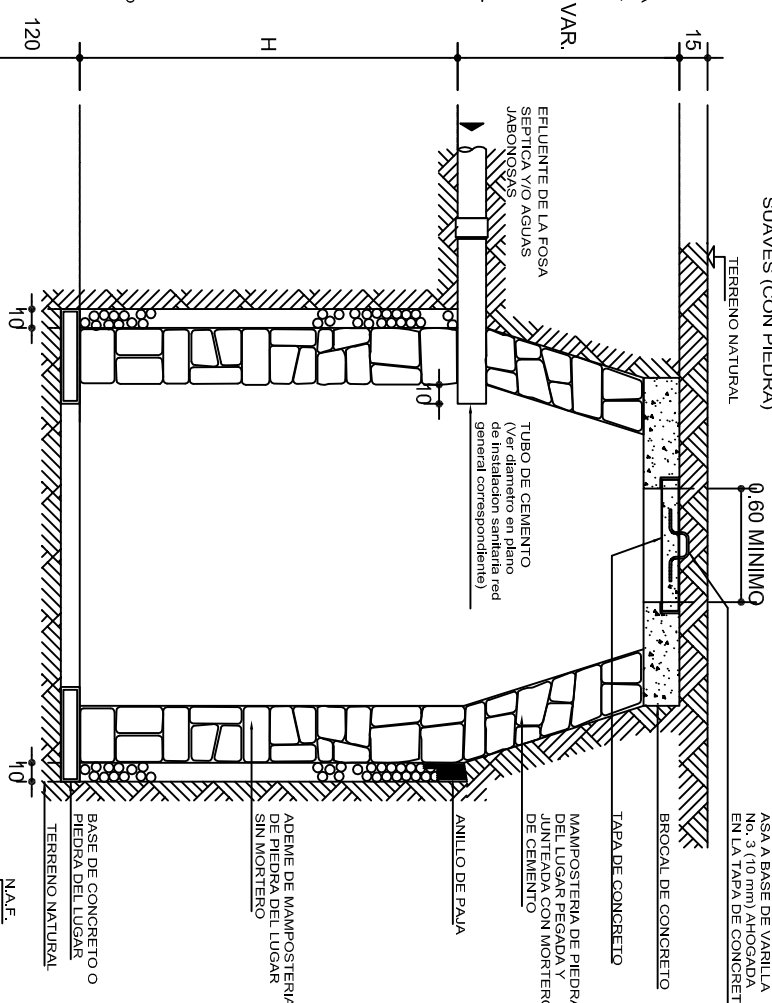 SUAVES (CON PIEDRA)
TERRENO NATURAL
0.60 MINIMO
15
VAR.
H
120
EFLUENTE DE LA FOSA
SEPTICA Y/O AGUAS
JABONOSAS
10
10
10
TUBO DE CEMENTO
(Ver diametro en plano
de instalacion sanitaria red
general correspondiente)
ASA A BASE DE VARILLA
No. 3 (10 mm) AHOGADA
EN LA TAPA DE CONCRET
BROCAL DE CONCRETO
TAPA DE CONCRETO
MAMPOSTERIA DE PIEDRA
DEL LUGAR PEGADA Y
JUNTEADA CON MORTERO
DE CEMENTO
ANILLO DE PAJA
ADEME DE MAMPOSTERIA
DE PIEDRA DEL LUGAR
SIN MORTERO
BASE DE CONCRETO O
PIEDRA DEL LUGAR
TERRENO NATURAL
N.A.F.